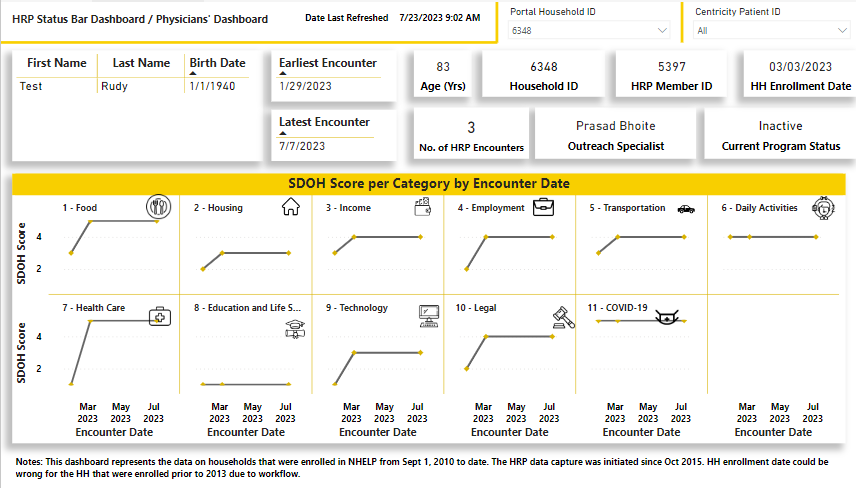 HRP Status Bar Dashboard / Physicians' Dashboard
Date Last Refreshed 7/23/2023 9:02 AM
Portal Household ID
6348
Centricity Patient ID
All
First Name Last Name Birth Date
Test Rudy 1/1/1940
Earliest Encounter
1/29/2023
Latest Encounter
7/7/2023
83
Age (Yrs)
6348
Household ID
5397
HRP Member ID
03/03/2023
HH Enrollment Date
3
No. of HRP Encounters
Prasad Bhoite
Outreach Specialist
Inactive
Current Program Status
SDOH Score per Category by Encounter Date
1 - Food 2 - Housing 3 - Income 4 - Employment 5 - Transportation 6 - Daily Activities
SDOH Score
4
2
7 - Health Care 8 - Education and Life S... 9 - Technology 10 - Legal 11 - COVID-19
SDOH Score
4
2
Mar May Jul Mar May Jul Mar May Jul Mar May Jul Mar May Jul Mar May Jul
2023 2023 2023 2023 2023 2023 2023 2023 2023 2023 2023 2023 2023 2023 2023 2023 2023 2023
Encounter Date Encounter Date Encounter Date Encounter Date Encounter Date Encounter Date
Notes: This dashboard represents the data on households that were enrolled in NHELP from Sept 1, 2010 to date. The HRP data capture was initiated since Oct 2015. HH enrollment date could be
wrong for the HH that were enrolled prior to 2013 due to workflow.